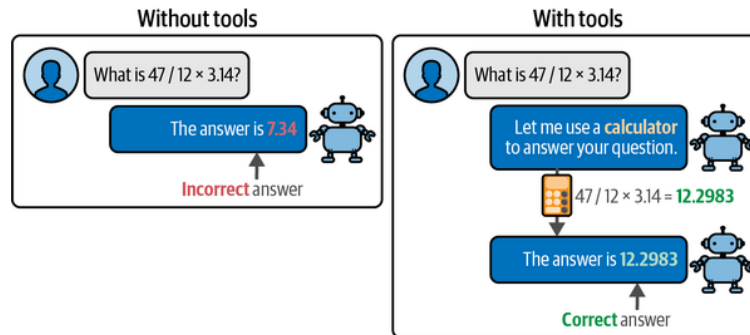 Without tools
What is 47 / 12 × 3.14?
The answer is 7.34
Incorrect answer
With tools
What is 47 / 12 × 3.14?
Let me use a calculator
to answer your question.
47 / 12 × 3.14 = 12.2983
The answer is 12.2983
Correct answer